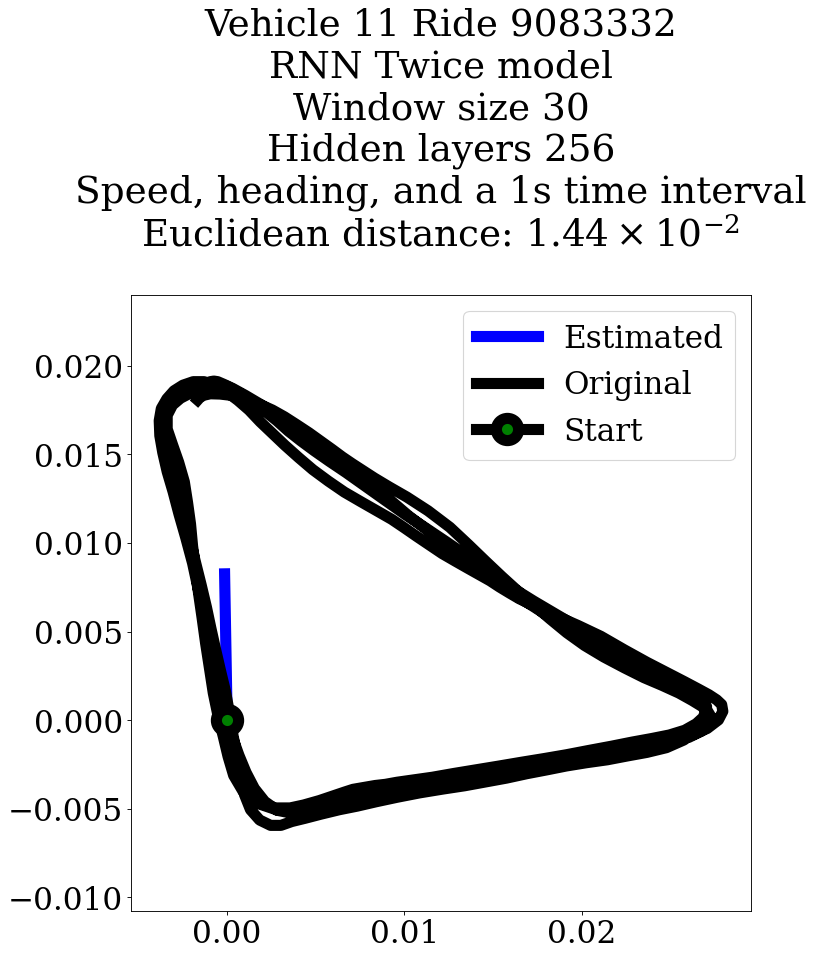 Vehicle 11 Ride 9083332
RNN Twice model
Window size 30
Hidden layers 256
Speed, heading, and a 1s time interval
Euclidean distance: 1.44 × 10⁻²
Estimated
Original
Start
0.020
0.015
0.010
0.005
0.000
−0.005
−0.010
0.00 0.01 0.02